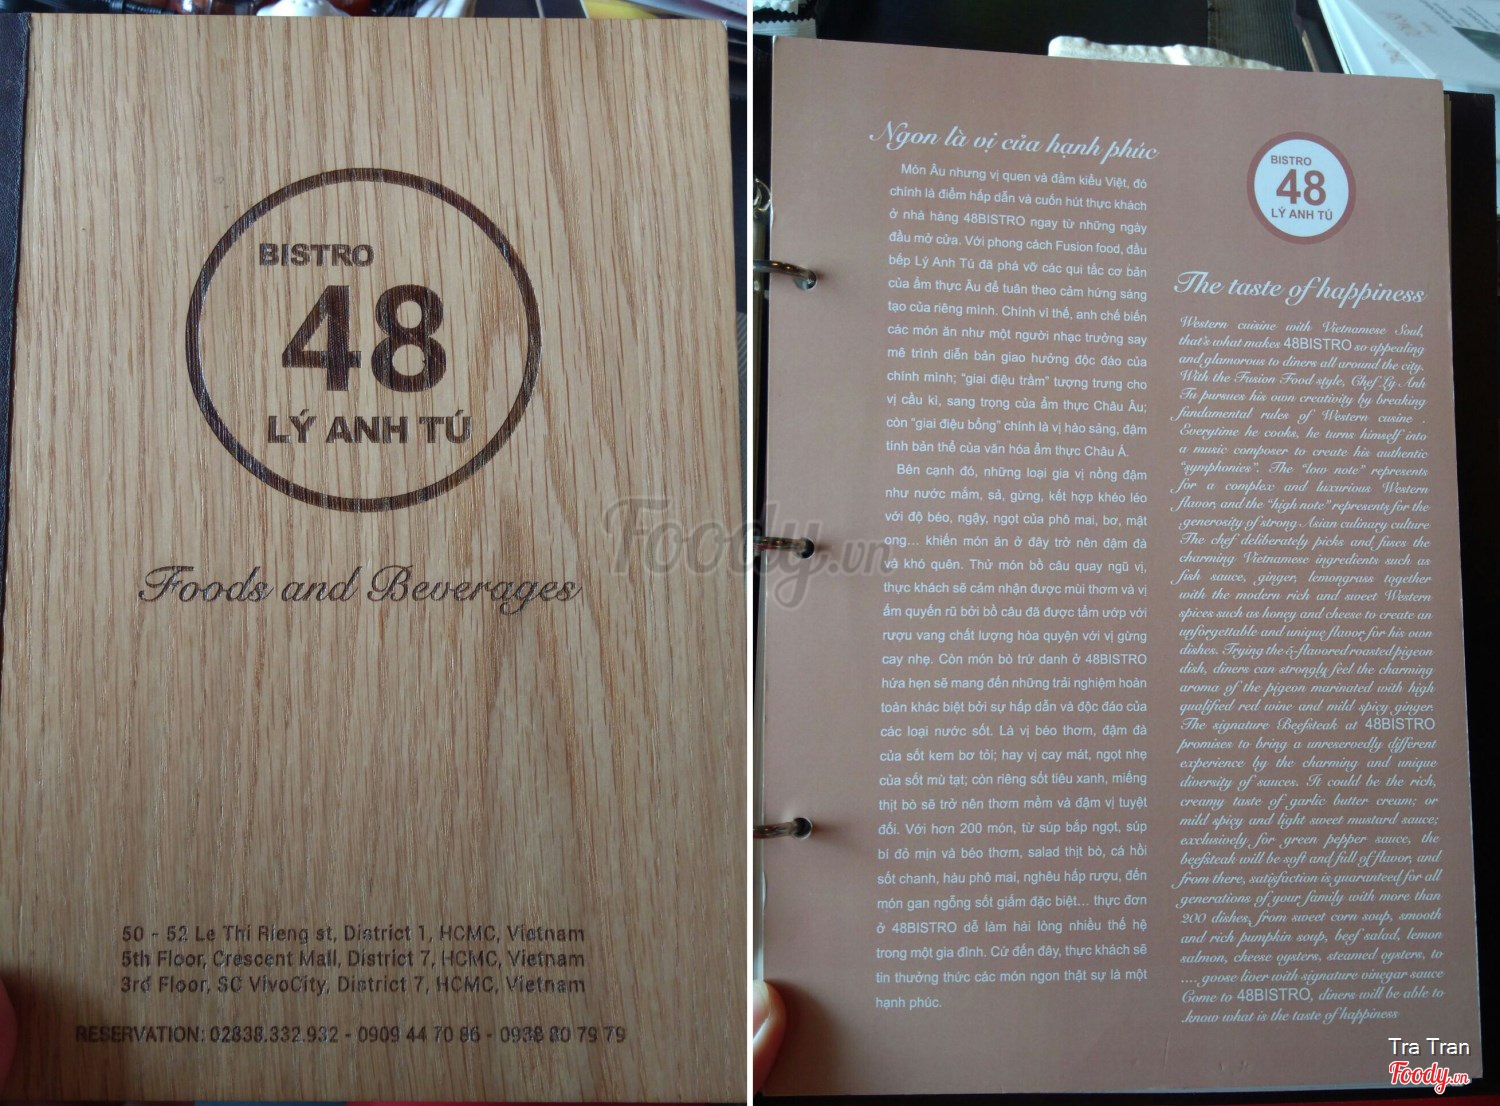 BISTRO
48
LÝ ANH TÚ
Foods and Beverages
50 - 52 Le Thi Rieng st, District 1, HCMC, Vietnam
5th Floor, Crescent Mall, District 7, HCMC, Vietnam
3rd Floor, SC VivoCity, District 7, HCMC, Vietnam
RESERVATION: 02838.332.932 - 0909 44 70 86 - 0938 80 79 79
Ngon là vị của hạnh phúc
Món Âu nhưng vị quen và đằm kiểu Việt, đó
chính là điểm hấp dẫn và cuốn hút thực khách
ở nhà hàng 48BISTRO ngay từ những ngày
đầu mở cửa. Với phong cách Fusion food, đầu
bếp Lý Anh Tú đã phá vỡ các qui tắc cơ bản
của ẩm thực Âu để tuân theo cảm hứng sáng
tạo của riêng mình. Chính vì thế, anh chế biến
các món ăn như một người nhạc trưởng say
mê trình diễn bản giao hưởng độc đáo của
chính mình; "giai điệu trầm" tượng trưng cho
vị cầu kì, sang trọng của ẩm thực Châu Âu;
còn "giai điệu bổng" chính là vị hào sảng, đậm
tính bản thể của văn hóa ẩm thực Châu Á.
Bên cạnh đó, những loại gia vị nồng đậm
như nước mắm, sả, gừng, kết hợp khéo léo
với độ béo, ngậy, ngọt của phô mai, bơ, mật
ong... khiến món ăn ở đây trở nên đậm đà
và khó quên. Thử món bồ câu quay ngũ vị,
thực khách sẽ cảm nhận được mùi thơm và vị
ấm quyến rũ bởi bồ câu đã được tẩm ướp với
rượu vang chất lượng hòa quyện với vị gừng
cay nhẹ. Còn món bò trứ danh ở 48BISTRO
hứa hẹn sẽ mang đến những trải nghiệm hoàn
toàn khác biệt bởi sự hấp dẫn và độc đáo của
các loại nước sốt. Là vị béo thơm, đậm đà
của sốt kem bơ tỏi; hay vị cay mát, ngọt nhẹ
của sốt mù tạt; còn riêng sốt tiêu xanh, miếng
thịt bò sẽ trở nên thơm mềm và đậm vị tuyệt
đối. Với hơn 200 món, từ súp bắp ngọt, súp
bí đỏ mịn và béo thơm, salad thịt bò, cá hồi
sốt chanh, hàu phô mai, nghêu hấp rượu, đến
món gan ngỗng sốt giấm đặc biệt... thực đơn
ở 48BISTRO dễ làm hài lòng nhiều thế hệ
trong một gia đình. Cứ đến đây, thực khách sẽ
tin thưởng thức các món ngon thật sự là một
hạnh phúc.
BISTRO
48
LÝ ANH TÚ
The taste of happiness
Western cuisine with Vietnamese Soul,
that's what makes 48BISTRO so appealing
and glamorous to diners all around the city.
With the Fusion Food style, Chef Ly Anh
Tu pursues his own creativity by breaking
fundamental rules of Western cusine .
Everytime he cooks, he turns himself into
a music composer to create his authentic
"symphonies". The "low note" represents
for a complex and luxurious Western
flavor, and the "high note" represents for the
generosity of strong Asian culinary culture
The chef deliberately picks and fuses the
charming Vietnamese ingredients such as
fish sauce, ginger, lemongrass together
with the modern rich and sweet Western
spices such as honey and cheese to create an
unforgettable and unique flavor for his own
dishes. Trying the 5-flavored roasted pigeon
dish, diners can strongly feel the charming
aroma of the pigeon marinated with high
qualified red wine and mild spicy ginger.
The signature Beefsteak at 48BISTRO
promises to bring a unreservedly different
experience by the charming and unique
diversity of sauces. It could be the rich,
creamy taste of garlic butter cream; or
mild spicy and light sweet mustard sauce;
exclusively for green pepper sauce, the
beefsteak will be soft and full of flavor, and
from there, satisfaction is guaranteed for all
generations of your family with more than
200 dishes, from sweet corn soup, smooth
and rich pumpkin soup, beef salad, lemon
salmon, cheese oysters, steamed oysters, to
....goose liver with signature vinegar sauce
Come to 48BISTRO, diners will be able to
.know what is the taste of happiness
Foody.vn
Tra Tran
Foody.vn